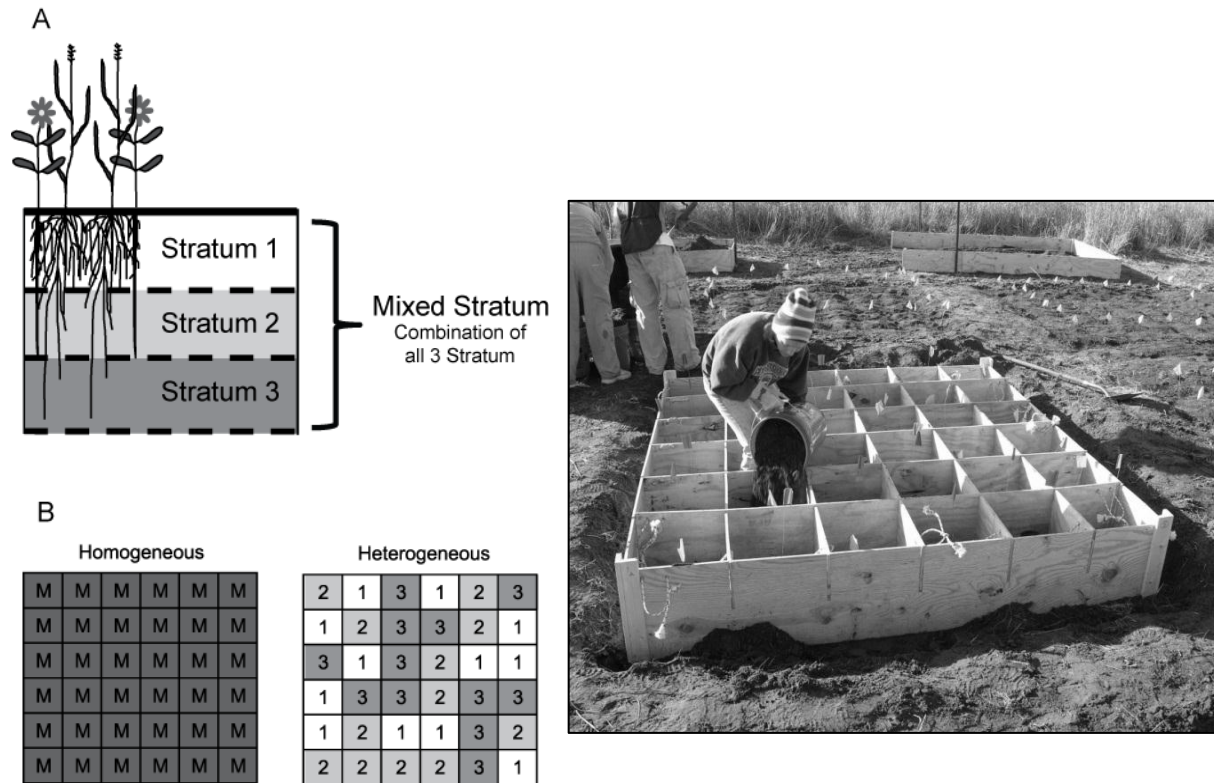 A
Stratum 1
Stratum 2
Stratum 3
Mixed Stratum
Combination of
all 3 Stratum
B
Homogeneous
M M M M M M
M M M M M M
M M M M M M
M M M M M M
M M M M M M
M M M M M M
Heterogeneous
2 1 3 1 2 3
1 2 3 3 2 1
3 1 3 2 1 1
1 3 3 2 3 3
1 2 1 1 3 2
2 2 2 2 3 1